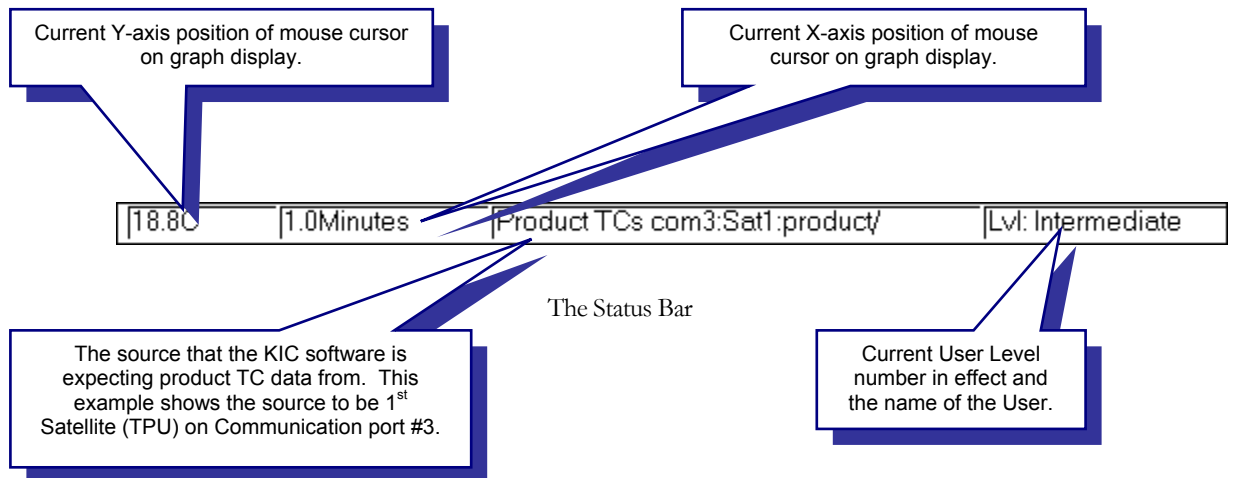 Current Y-axis position of mouse cursor
on graph display.
Current X-axis position of mouse
cursor on graph display.
18.8C
1.0Minutes
Product TCs com3:Sat1:product/
Lvl: Intermediate
The Status Bar
The source that the KIC software is
expecting product TC data from. This
example shows the source to be 1st
Satellite (TPU) on Communication port #3.
Current User Level
number in effect and
the name of the User.